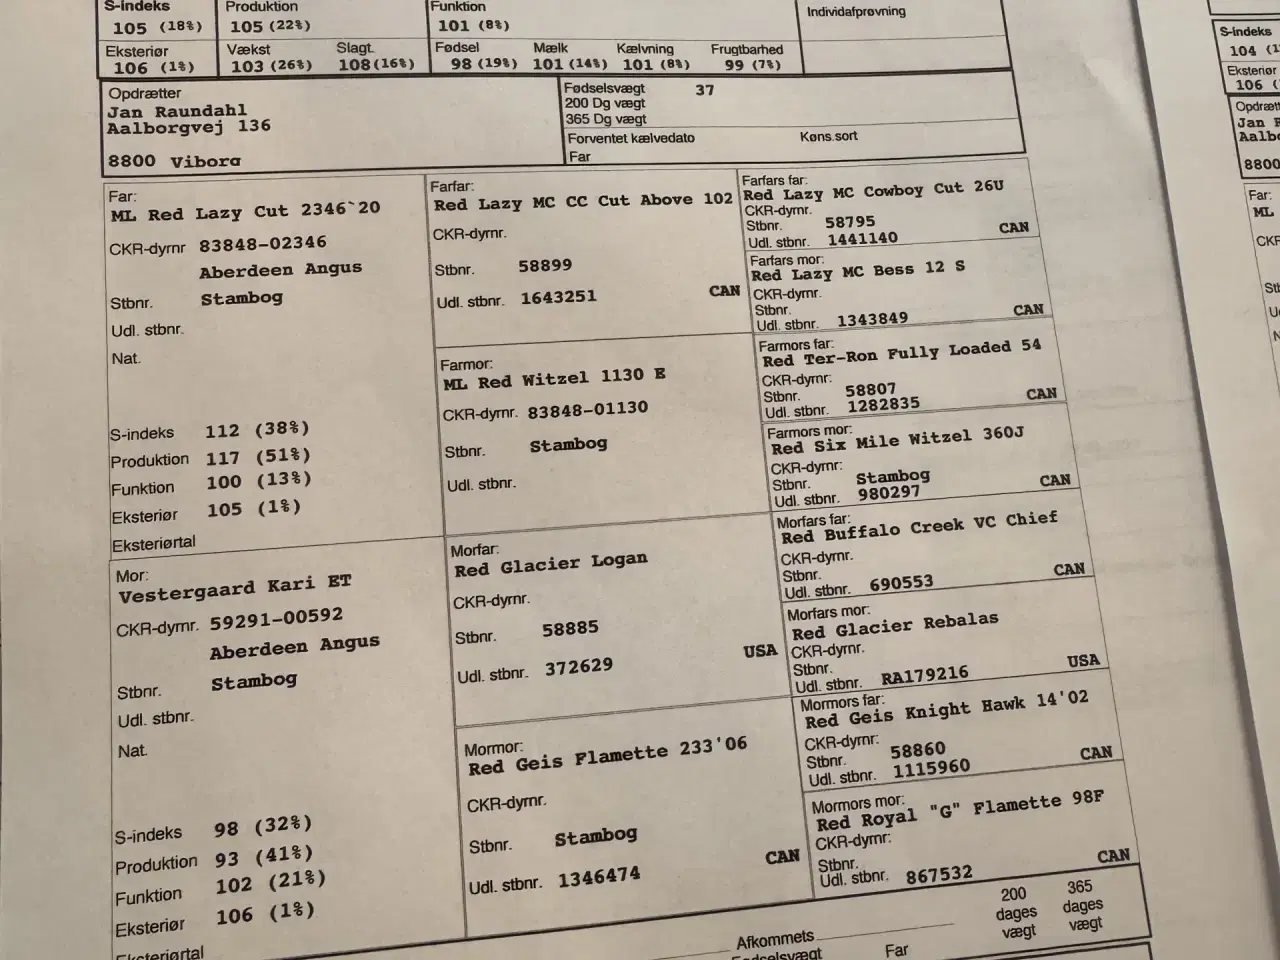 S-indeks Produktion Funktion Individafprøvning
105 (18%) 105 (22%) 101 (8%)
Eksteriør Vækst Slagt. Fødsel Mælk Kælvning Frugtbarhed
106 (1%) 103 (26%) 108 (16%) 98 (19%) 101 (14%) 101 (8%) 99 (7%)
Opdrætter
Jan Raundahl
Aalborgvej 136
8800 Viborg
Fødselsvægt 37
200 Dg vægt
365 Dg vægt
Forventet kælvedato Køns.sort
Far
Far:
ML Red Lazy Cut 2346`20
CKR-dyrnr 83848-02346
Aberdeen Angus
Stbnr. Stambog
Udl. stbnr.
Nat.
S-indeks 112 (38%)
Produktion 117 (51%)
Funktion 100 (13%)
Eksteriør 105 (1%)
Eksteriørtal
Mor:
Vestergaard Kari ET
CKR-dyrnr. 59291-00592
Aberdeen Angus
Stbnr. Stambog
Udl. stbnr.
Nat.
S-indeks 98 (32%)
Produktion 93 (41%)
Funktion 102 (21%)
Eksteriør 106 (1%)
Eksteriørtal
Farfar:
Red Lazy MC CC Cut Above 102
CKR-dyrnr.
Stbnr. 58899
Udl. stbnr. 1643251 CAN
Farmor:
ML Red Witzel 1130 E
CKR-dyrnr. 83848-01130
Stbnr. Stambog
Udl. stbnr.
Morfar:
Red Glacier Logan
CKR-dyrnr.
Stbnr. 58885
Udl. stbnr. 372629 USA
Mormor:
Red Geis Flamette 233'06
CKR-dyrnr.
Stbnr. Stambog
Udl. stbnr. 1346474 CAN
Farfars far:
Red Lazy MC Cowboy Cut 26U
CKR-dyrnr.
Stbnr. 58795
Udl. stbnr. 1441140 CAN
Farfars mor:
Red Lazy MC Bess 12 S
CKR-dyrnr.
Stbnr.
Udl. stbnr. 1343849 CAN
Farmors far:
Red Ter-Ron Fully Loaded 54
CKR-dyrnr:
Stbnr. 58807
Udl. stbnr. 1282835 CAN
Farmors mor:
Red Six Mile Witzel 360J
CKR-dyrnr:
Stbnr. Stambog
Udl. stbnr. 980297 CAN
Morfars far:
Red Buffalo Creek VC Chief
CKR-dyrnr.
Stbnr.
Udl. stbnr. 690553 CAN
Morfars mor:
Red Glacier Rebalas
CKR-dyrnr.
Stbnr.
Udl. stbnr. RA179216 USA
Mormors far:
Red Geis Knight Hawk 14'02
CKR-dyrnr:
Stbnr. 58860
Udl. stbnr. 1115960 CAN
Mormors mor:
Red Royal "G" Flamette 98F
CKR-dyrnr:
Stbnr.
Udl. stbnr. 867532 CAN
Afkommets
Fødselsvægt Far
200 dages vægt
365 dages vægt
S-indeks
104
Eksteriør
106
Jan
8800
Far:
ML